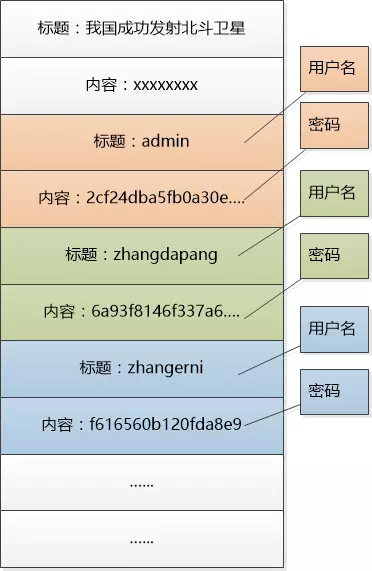 标题：我国成功发射北斗卫星
内容：xxxxxxxx
用户名
标题：admin
密码
内容：2cf24dba5fb0a30e....
用户名
标题：zhangdapang
密码
内容：6a93f8146f337a6....
用户名
标题：zhangerni
密码
内容：f616560b120fda8e9
......
......